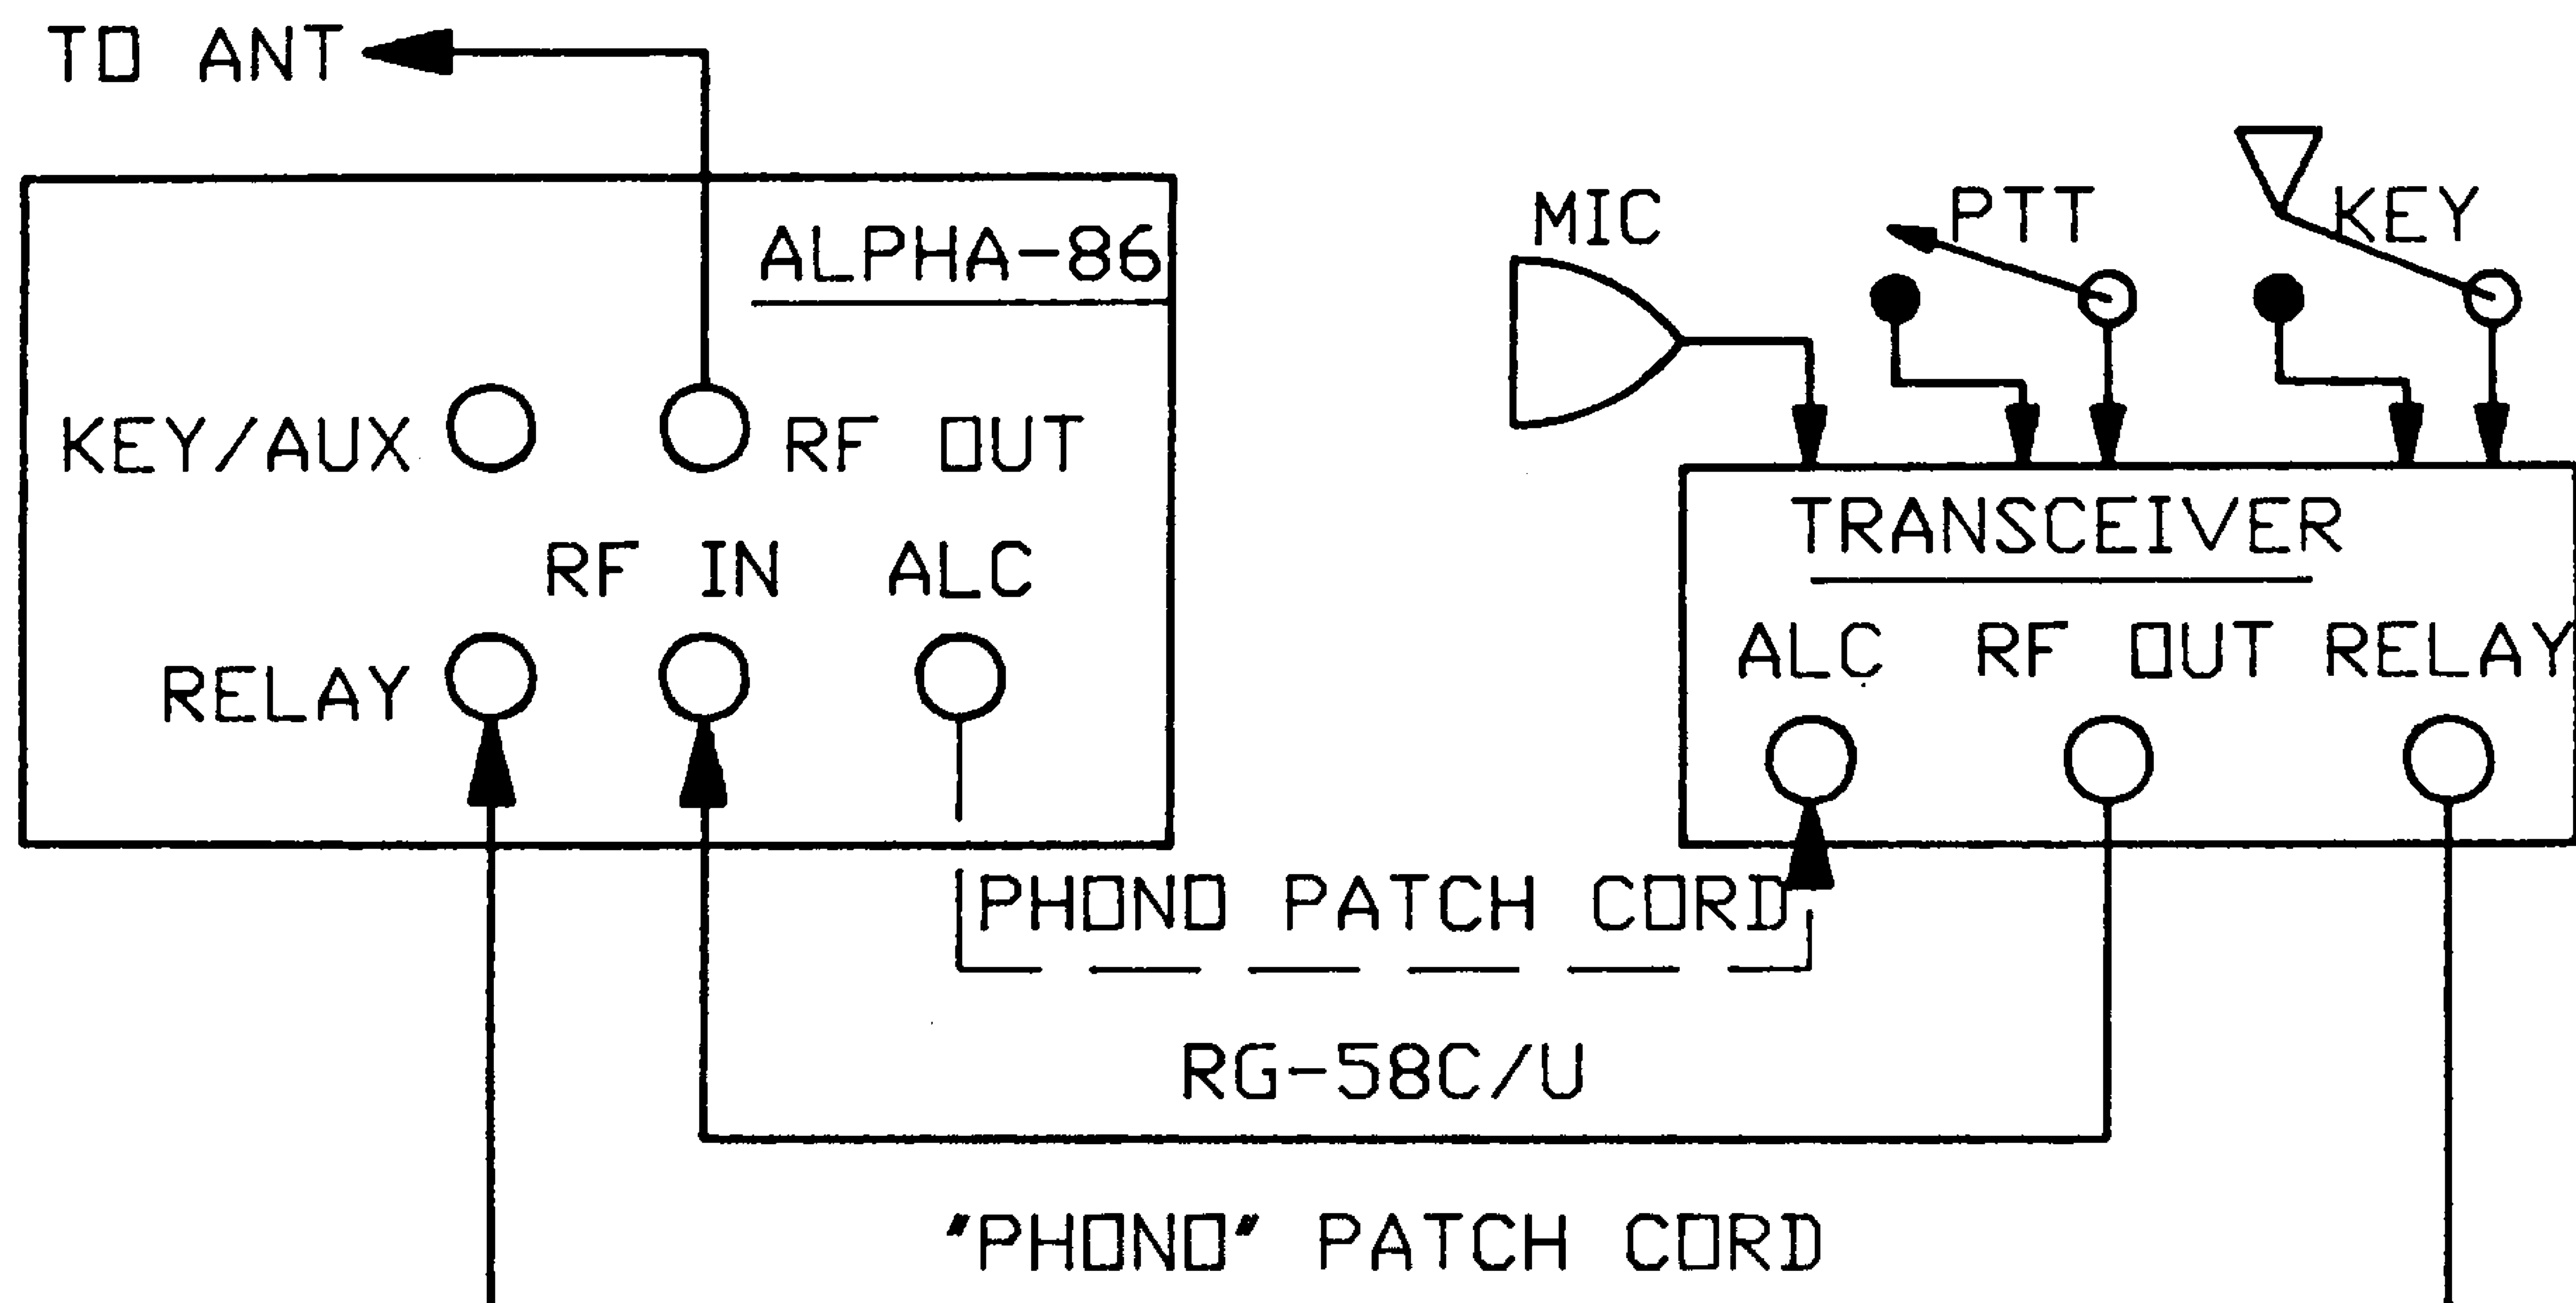 TO ANT
ALPHA-86
KEY/AUX
RF OUT
RF IN
ALC
RELAY
MIC
PTT
KEY
TRANSCEIVER
ALC
RF OUT
RELAY
PHONO PATCH CORD
RG-58C/U
"PHONO" PATCH CORD